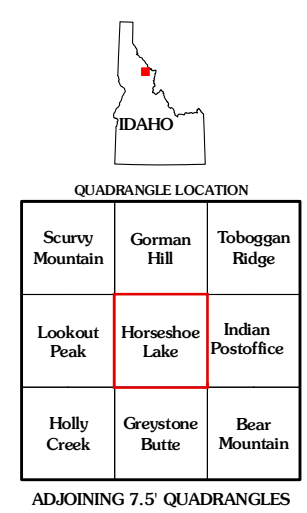 IDAHO
QUADRANGLE LOCATION
Scurvy
Mountain
Gorman
Hill
Toboggan
Ridge
Lookout
Peak
Horseshoe
Lake
Indian
Postoffice
Holly
Creek
Greystone
Butte
Bear
Mountain
ADJOINING 7.5' QUADRANGLES